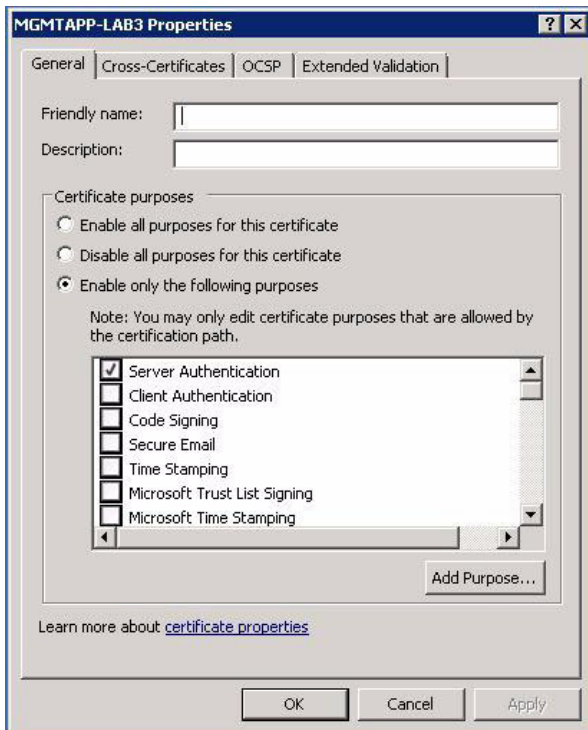 MGMTAPP-LAB3 Properties
General
Cross-Certificates
OCSP
Extended Validation
Friendly name:
Description:
Certificate purposes
Enable all purposes for this certificate
Disable all purposes for this certificate
Enable only the following purposes
Note: You may only edit certificate purposes that are allowed by
the certification path.
Server Authentication
Client Authentication
Code Signing
Secure Email
Time Stamping
Microsoft Trust List Signing
Microsoft Time Stamping
Add Purpose...
Learn more about certificate properties
OK
Cancel
Apply